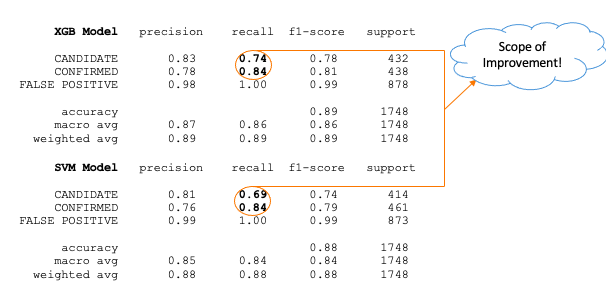 XGB Model precision recall f1-score support
CANDIDATE 0.83 0.74 0.78 432
CONFIRMED 0.78 0.84 0.81 438
FALSE POSITIVE 0.98 1.00 0.99 878
accuracy 0.89 1748
macro avg 0.87 0.86 0.86 1748
weighted avg 0.89 0.89 0.89 1748
Scope of
Improvement!
SVM Model precision recall f1-score support
CANDIDATE 0.81 0.69 0.74 414
CONFIRMED 0.76 0.84 0.79 461
FALSE POSITIVE 0.99 1.00 0.99 873
accuracy 0.88 1748
macro avg 0.85 0.84 0.84 1748
weighted avg 0.88 0.88 0.88 1748